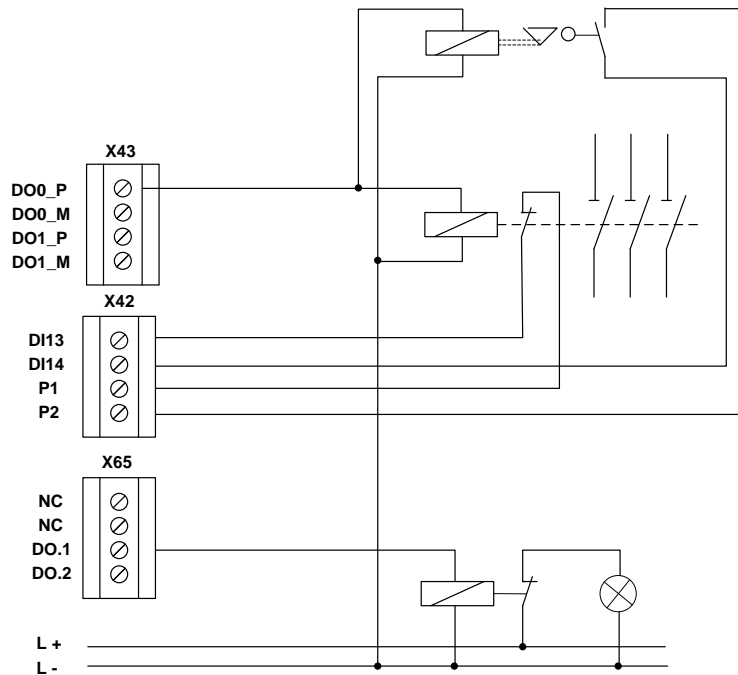 X43
DO0_P
DO0_M
DO1_P
DO1_M
X42
DI13
DI14
P1
P2
X65
NC
NC
DO.1
DO.2
L +
L -